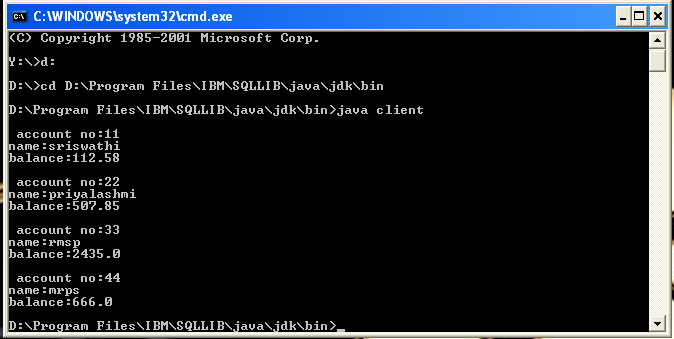 C:\WINDOWS\system32\cmd.exe
(C) Copyright 1985-2001 Microsoft Corp.
Y:\>d:
D:\>cd D:\Program Files\IBM\SQLLIB\java\jdk\bin
D:\Program Files\IBM\SQLLIB\java\jdk\bin>java client
account no:11
name:sriswathi
balance:112.58
account no:22
name:priyalashmi
balance:507.85
account no:33
name:rmsp
balance:2435.0
account no:44
name:mrps
balance:666.0
D:\Program Files\IBM\SQLLIB\java\jdk\bin>_